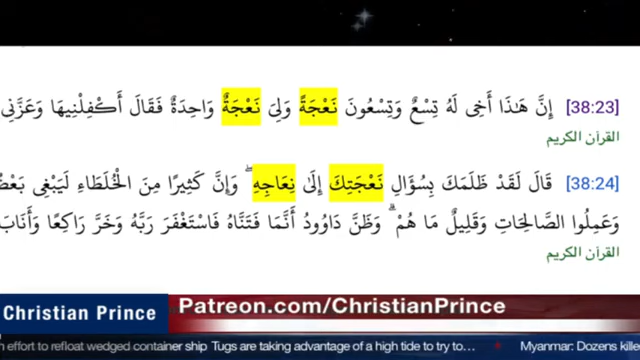 [38:23] إِنَّ هَٰذَا أَخِى لَهُ تِسْعٌ وَتِسْعُونَ نَعْجَةً وَلِىَ نَعْجَةٌ وَاحِدَةٌ فَقَالَ أَكْفِلْنِيهَا وَعَزَّنِى
القرآن الكريم
[38:24] قَالَ لَقَدْ ظَلَمَكَ بِسُؤَالِ نَعْجَتِكَ إِلَىٰ نِعَاجِهِ ۖ وَإِنَّ كَثِيرًا مِنَ الْخُلَطَاءِ لَيَبْغِى
وَعَمِلُوا الصَّالِحَاتِ وَقَلِيلٌ مَا هُمْ ۗ وَظَنَّ دَاوُودُ أَنَّمَا فَتَنَّاهُ فَاسْتَغْفَرَ رَبَّهُ وَخَرَّ رَاكِعًا وَأَنَابَ
القرآن الكريم
Christian Prince Patreon.com/ChristianPrince
effort to refloat wedged container ship Tugs are taking advantage of a high tide to try to… Myanmar: Dozens killed